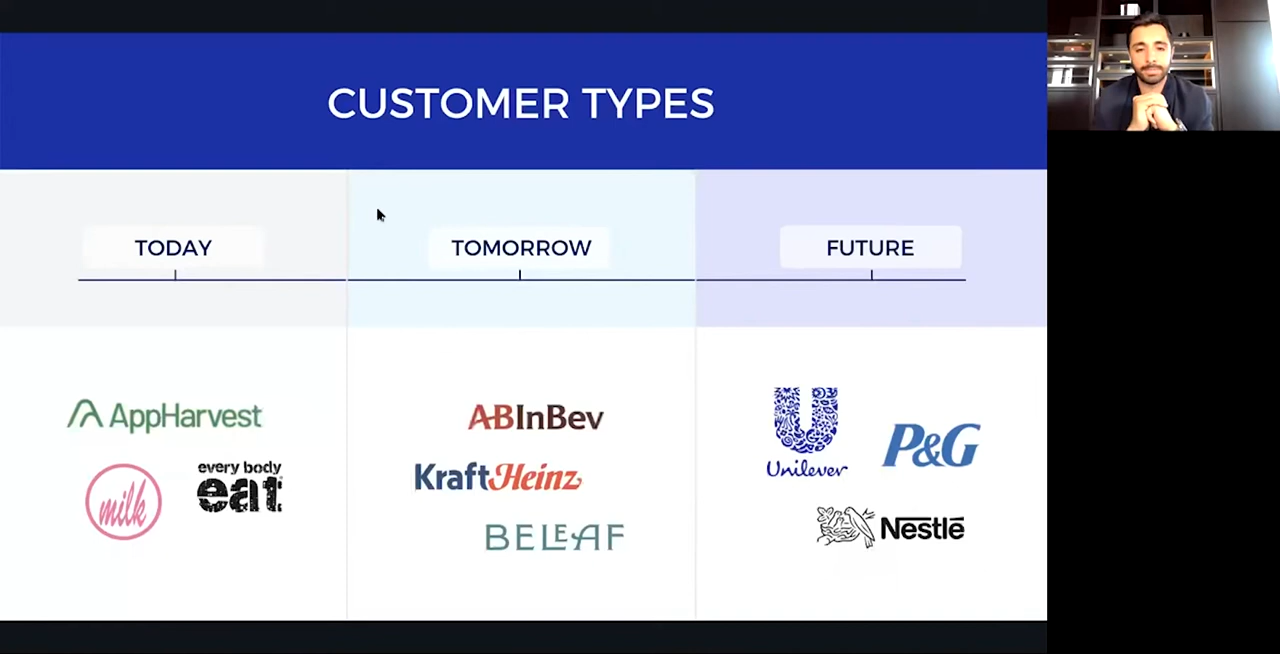 CUSTOMER TYPES
TODAY
TOMORROW
FUTURE
AppHarvest
milk
every body
eat
ABInBev
KraftHeinz
BELEAF
Unilever
P&G
Nestlé